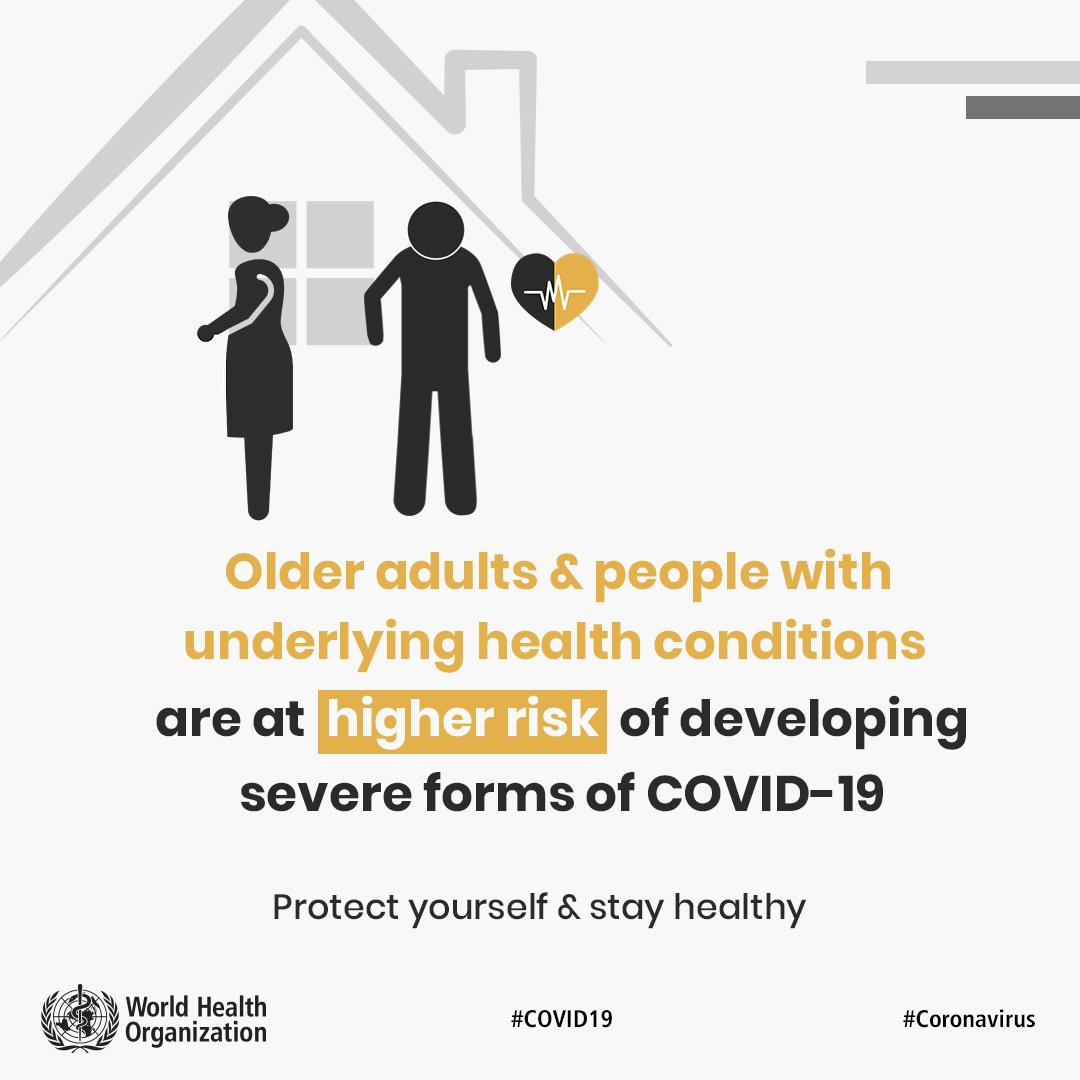 Older adults & people with
underlying health conditions
are at higher risk of developing
severe forms of COVID-19
Protect yourself & stay healthy
World Health
Organization
#COVID19
#Coronavirus